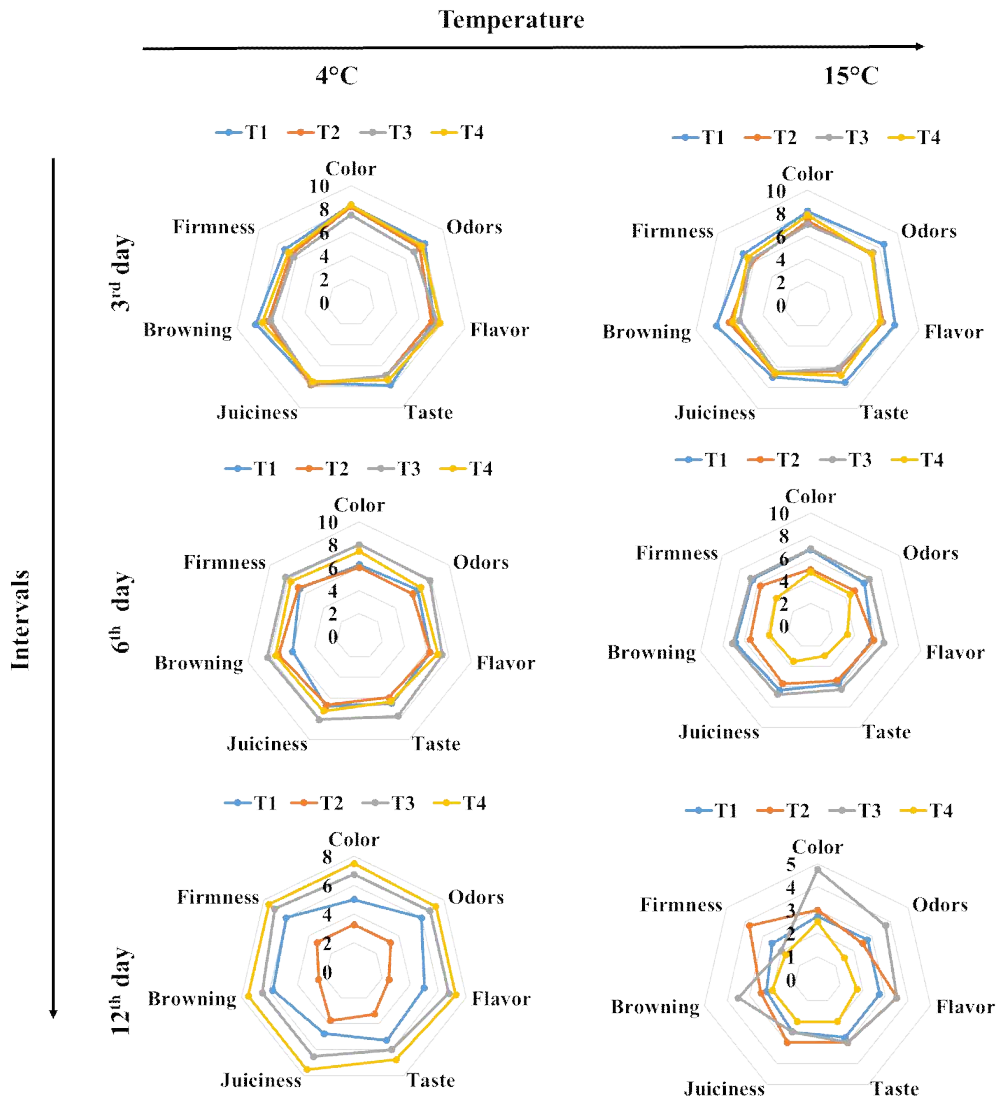 Temperature
4°C 15°C
Intervals
3rd day
T1 T2 T3 T4
Color
10
8
6
4
2
0
Odors
Flavor
Taste
Juiciness
Browning
Firmness
T1 T2 T3 T4
Color
10
8
6
4
2
0
Odors
Flavor
Taste
Juiciness
Browning
Firmness
6th day
T1 T2 T3 T4
Color
10
8
6
4
2
0
Odors
Flavor
Taste
Juiciness
Browning
Firmness
T1 T2 T3 T4
Color
10
8
6
4
2
0
Odors
Flavor
Taste
Juiciness
Browning
Firmness
12th day
T1 T2 T3 T4
Color
8
6
4
2
0
Odors
Flavor
Taste
Juiciness
Browning
Firmness
T1 T2 T3 T4
Color
5
4
3
2
1
0
Odors
Flavor
Taste
Juiciness
Browning
Firmness